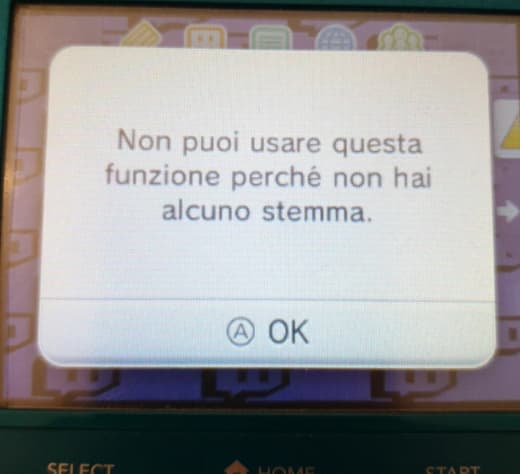 Non puoi usare questa
funzione perché non hai
alcuno stemma.
Ⓐ OK
SELECT
HOME
START